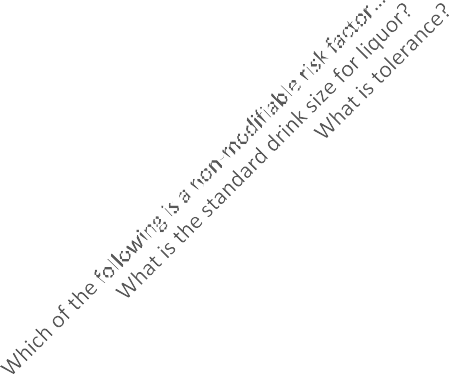 Which of the following is a non-modifiable risk factor...
What is the standard drink size for liquor?
What is tolerance?